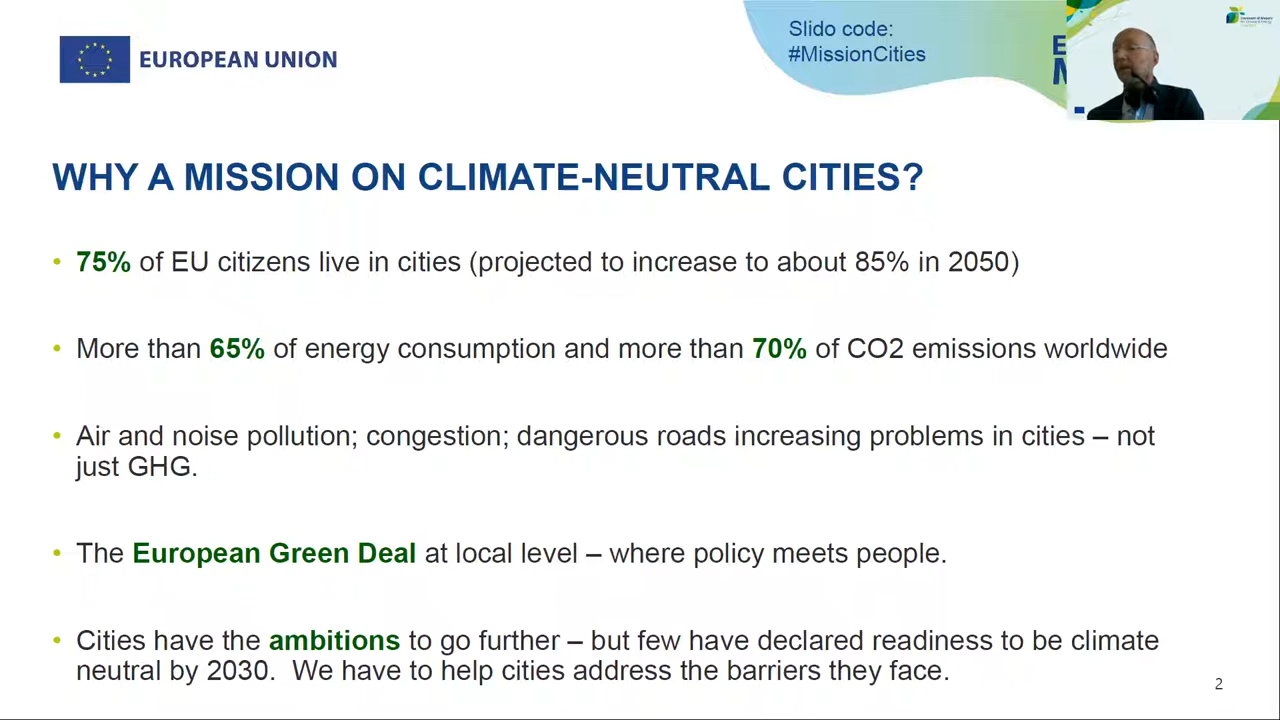 EUROPEAN UNION
Slido code:
#MissionCities
WHY A MISSION ON CLIMATE-NEUTRAL CITIES?
• 75% of EU citizens live in cities (projected to increase to about 85% in 2050)
• More than 65% of energy consumption and more than 70% of CO2 emissions worldwide
• Air and noise pollution; congestion; dangerous roads increasing problems in cities – not
just GHG.
• The European Green Deal at local level – where policy meets people.
• Cities have the ambitions to go further – but few have declared readiness to be climate
neutral by 2030.  We have to help cities address the barriers they face.
2